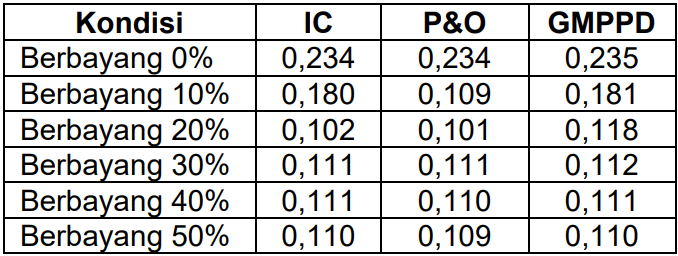 Kondisi IC P&O GMPPD
Berbayang 0% 0,234 0,234 0,235
Berbayang 10% 0,180 0,109 0,181
Berbayang 20% 0,102 0,101 0,118
Berbayang 30% 0,111 0,111 0,112
Berbayang 40% 0,111 0,110 0,111
Berbayang 50% 0,110 0,109 0,110